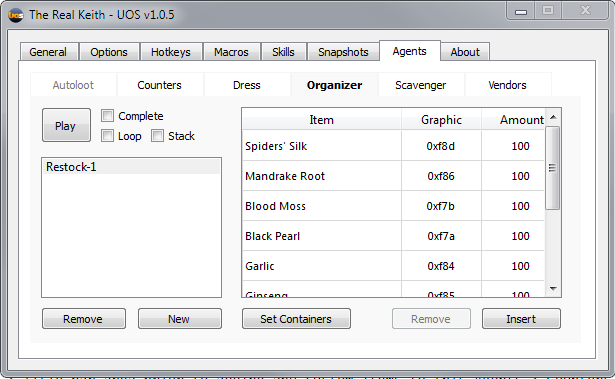 UOS The Real Keith - UOS v1.0.5
General Options Hotkeys Macros Skills Snapshots Agents About
Autoloot Counters Dress Organizer Scavenger Vendors
Play Complete
Loop Stack
Restock-1
Item Graphic Amount
Spiders' Silk 0xf8d 100
Mandrake Root 0xf86 100
Blood Moss 0xf7b 100
Black Pearl 0xf7a 100
Garlic 0xf84 100
Ginseng 0xf85 100
Remove New Set Containers Remove Insert